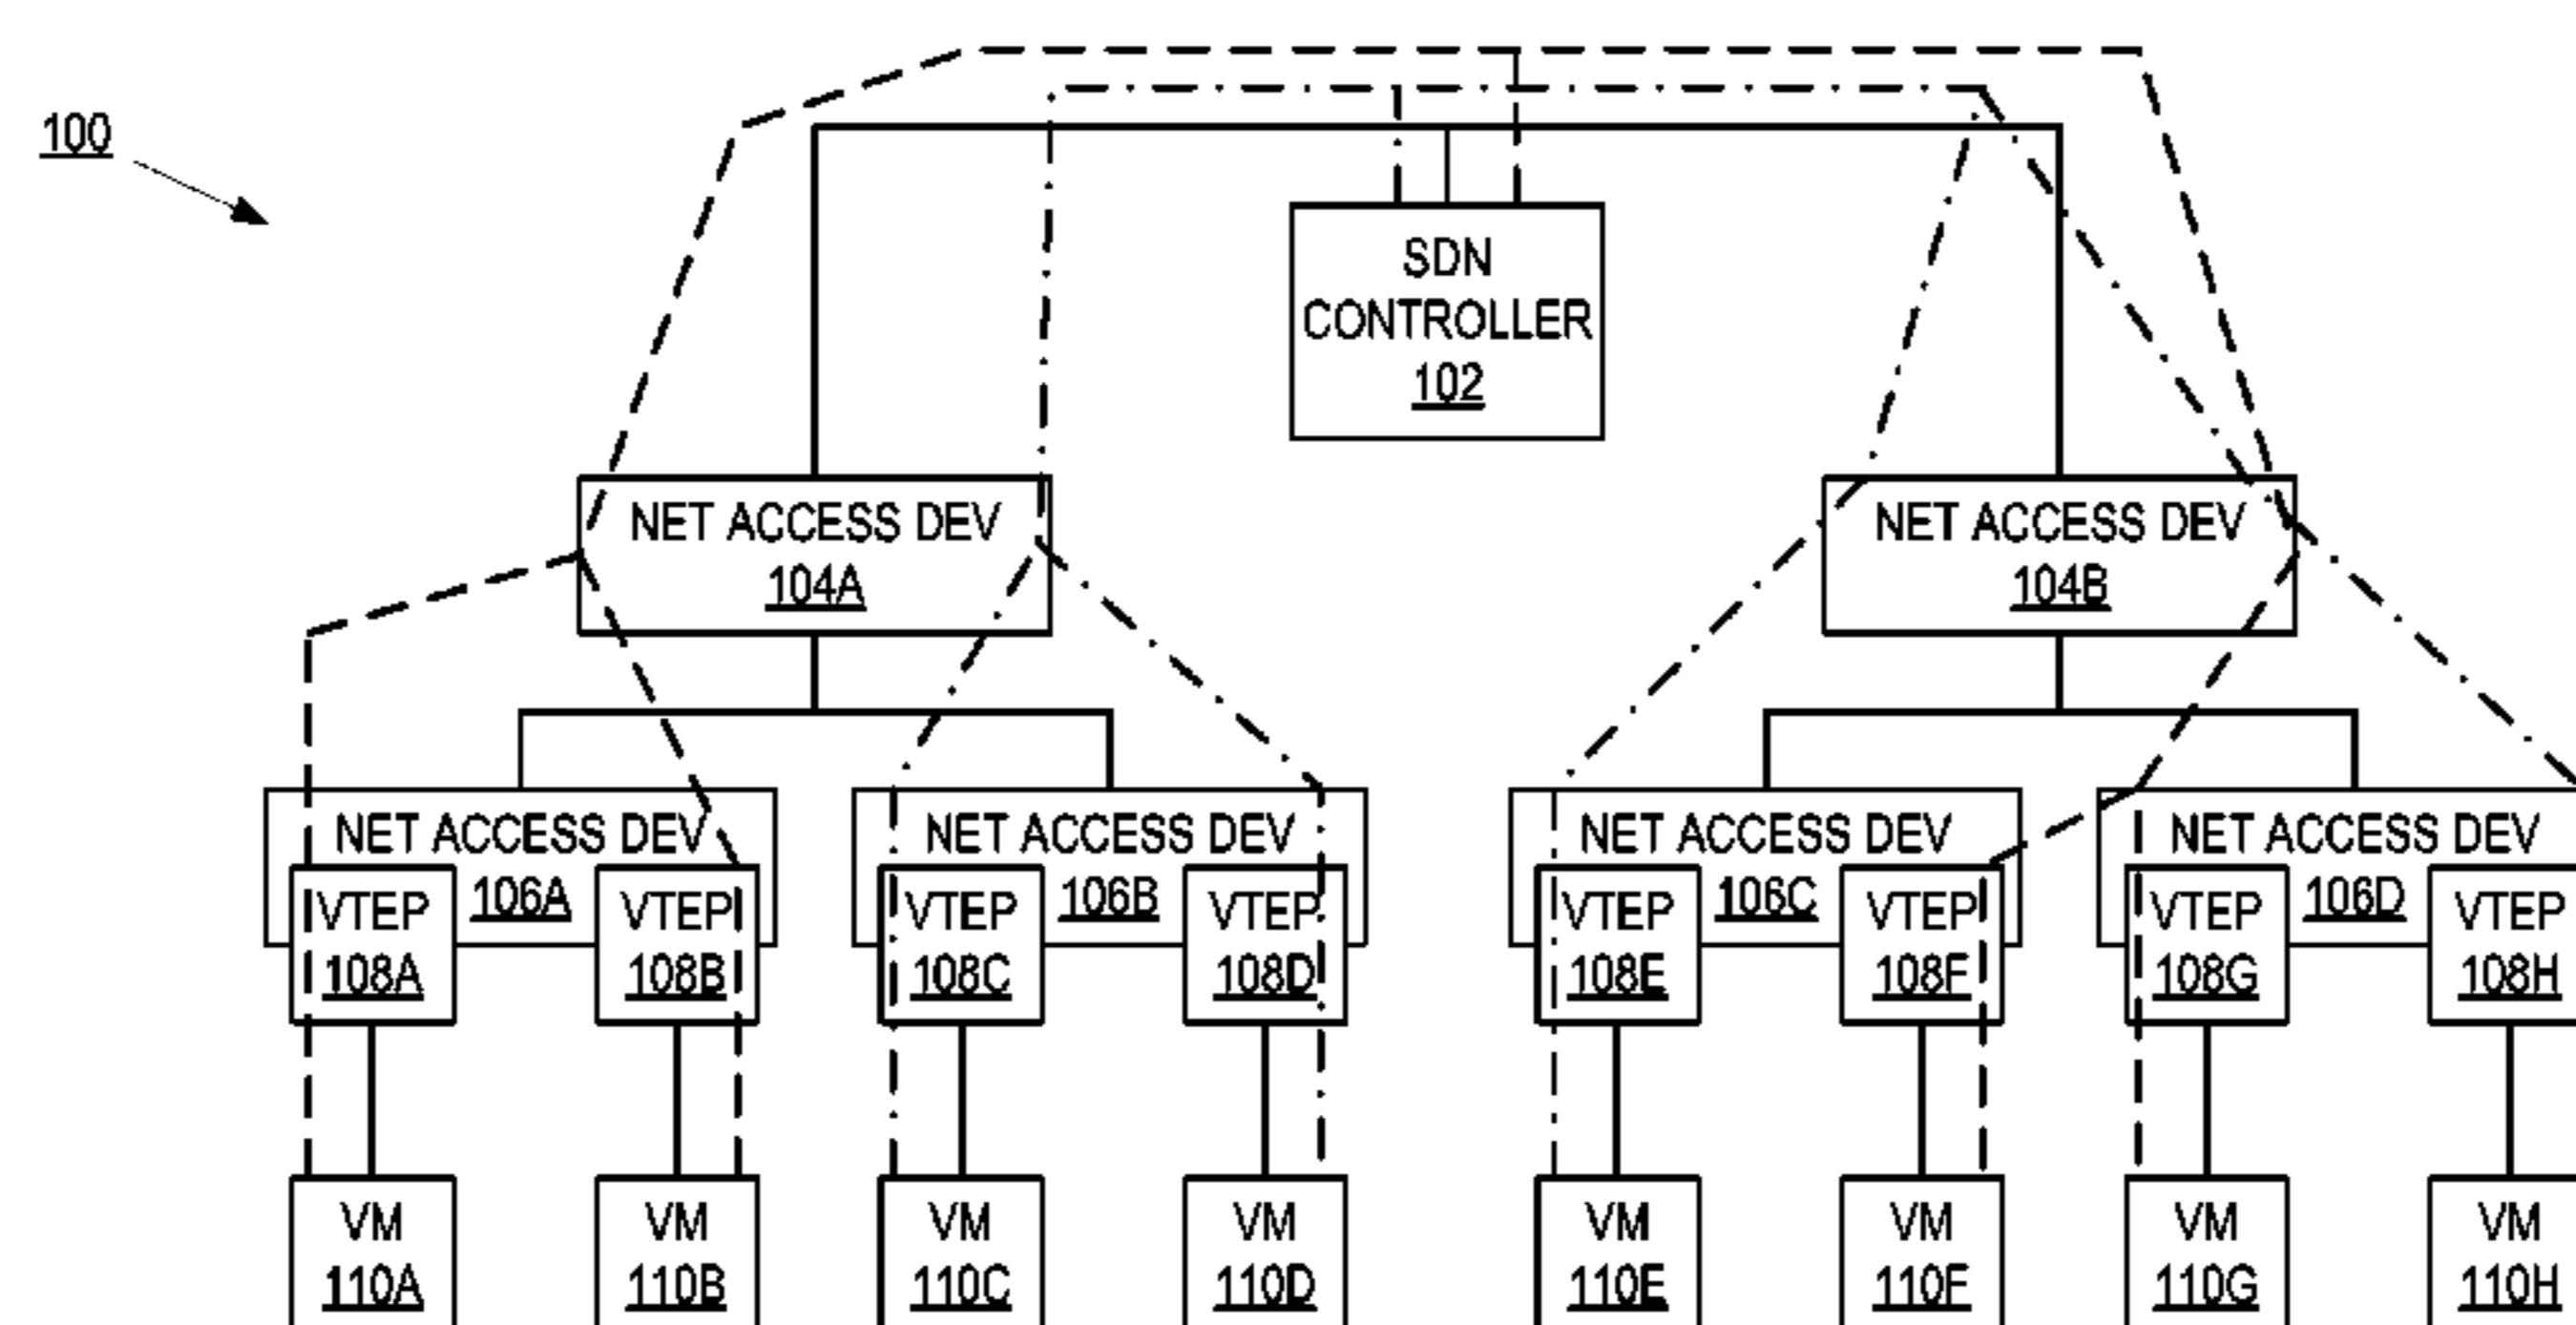 100
SDN
CONTROLLER
102
NET ACCESS DEV
104A
NET ACCESS DEV
104B
NET ACCESS DEV
106A
VTEP
108A
VTEP
108B
NET ACCESS DEV
106B
VTEP
108C
VTEP
108D
NET ACCESS DEV
106C
VTEP
108E
VTEP
108F
NET ACCESS DEV
106D
VTEP
108G
VTEP
108H
VM
110A
VM
110B
VM
110C
VM
110D
VM
110E
VM
110F
VM
110G
VM
110H